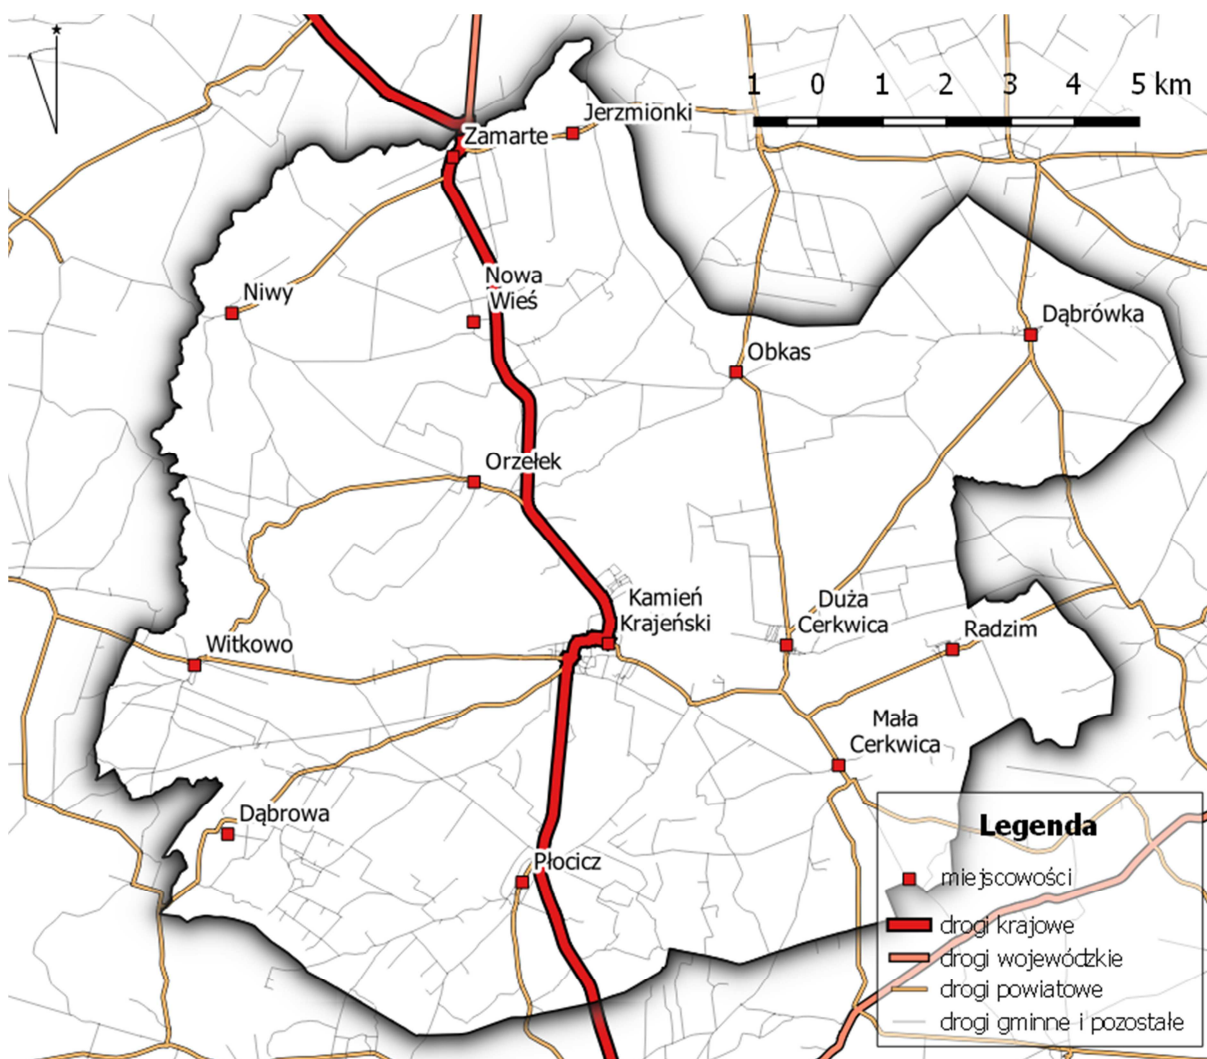 1 0 1 2 3 4 5 km
Jerzmionki
Zamarte
Nowa
Wieś
Niwy
Dąbrówka
Obkas
Orzełek
Kamień
Krajeński
Duża
Cerkwica
Radzim
Witkowo
Mała
Cerkwica
Dąbrowa
Płocicz
Legenda
miejscowości
drogi krajowe
drogi wojewódzkie
drogi powiatowe
drogi gminne i pozostałe